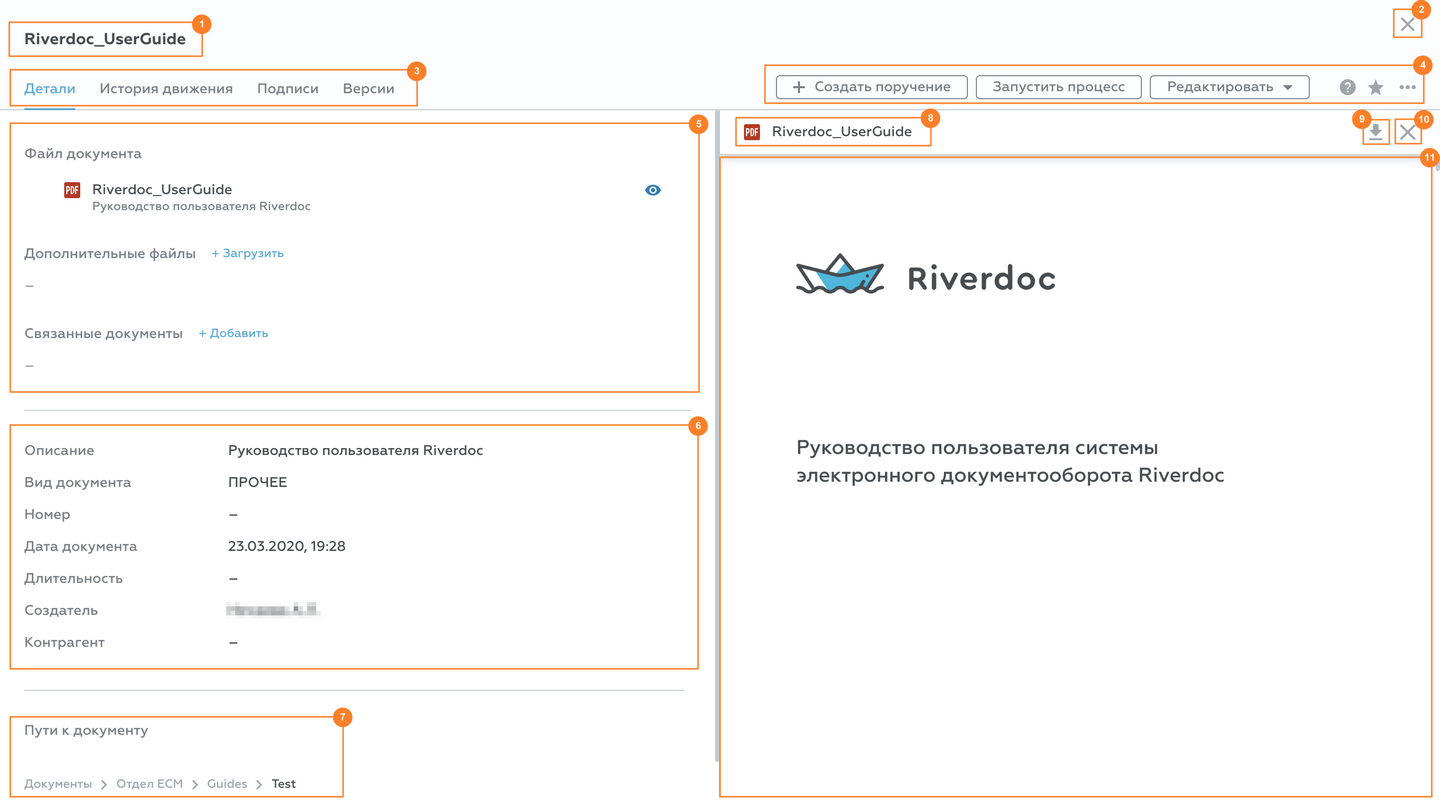 Riverdoc_UserGuide
1
2
Детали История движения Подписи Версии
3
+ Создать поручение Запустить процесс Редактировать ? •••
4
Файл документа
5
PDF Riverdoc_UserGuide
Руководство пользователя Riverdoc
Дополнительные файлы + Загрузить
–
Связанные документы + Добавить
–
6
Описание Руководство пользователя Riverdoc
Вид документа ПРОЧЕЕ
Номер –
Дата документа 23.03.2020, 19:28
Длительность –
Создатель
Контрагент –
7
Пути к документу
Документы > Отдел ECM > Guides > Test
PDF Riverdoc_UserGuide
8
9
10
11
Riverdoc
Руководство пользователя системы
электронного документооборота Riverdoc